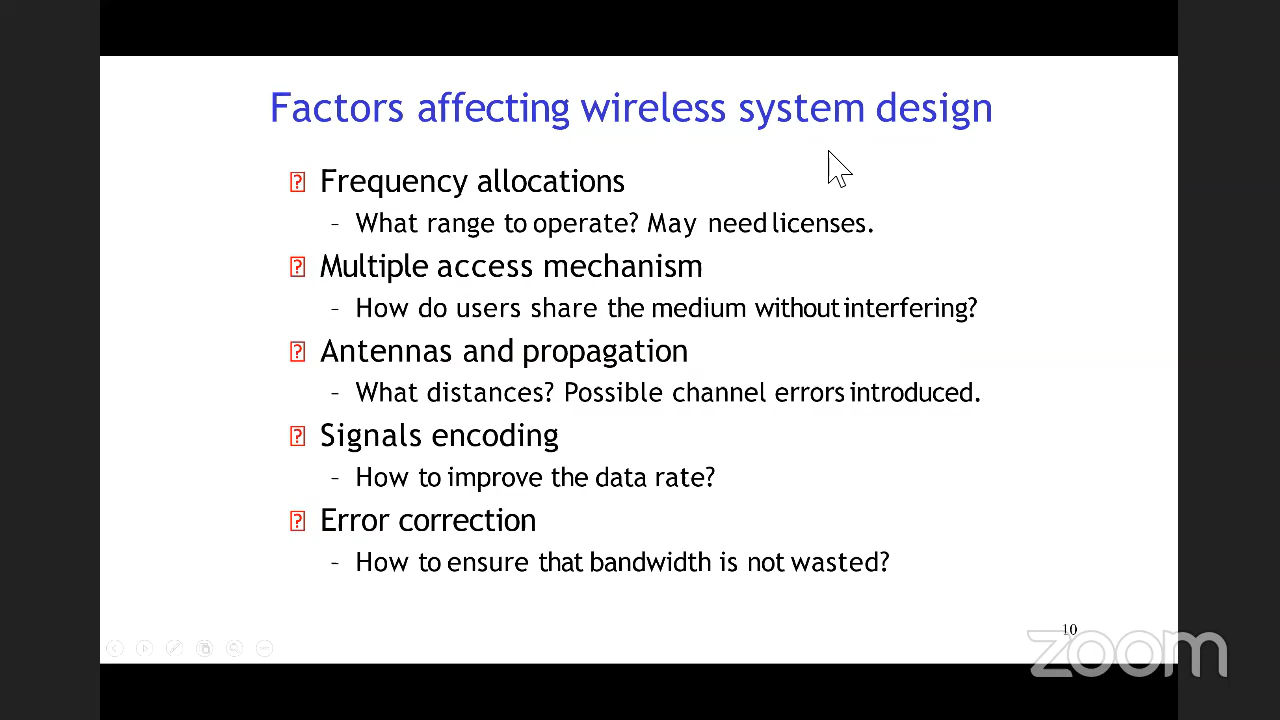 Factors affecting wireless system design
Frequency allocations
– What range to operate? May need licenses.
Multiple access mechanism
– How do users share the medium without interfering?
Antennas and propagation
– What distances? Possible channel errors introduced.
Signals encoding
– How to improve the data rate?
Error correction
– How to ensure that bandwidth is not wasted?
10
zoom